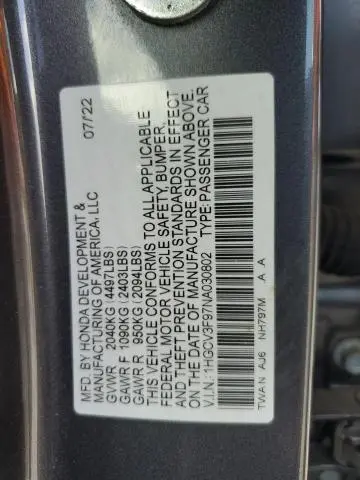 MFD. BY HONDA DEVELOPMENT &
MANUFACTURING OF AMERICA, LLC 07/22
GVWR 2040KG (4497LBS)
GAWR F 1090KG (2403LBS)
GAWR R 950KG (2094LBS)
THIS VEHICLE CONFORMS TO ALL APPLICABLE
FEDERAL MOTOR VEHICLE SAFETY, BUMPER,
AND THEFT PREVENTION STANDARDS IN EFFECT
ON THE DATE OF MANUFACTURE SHOWN ABOVE.
V.I.N.: 1HGCV3F97NA030802 TYPE: PASSENGER CAR
TWA N AJ6 NH797M A A